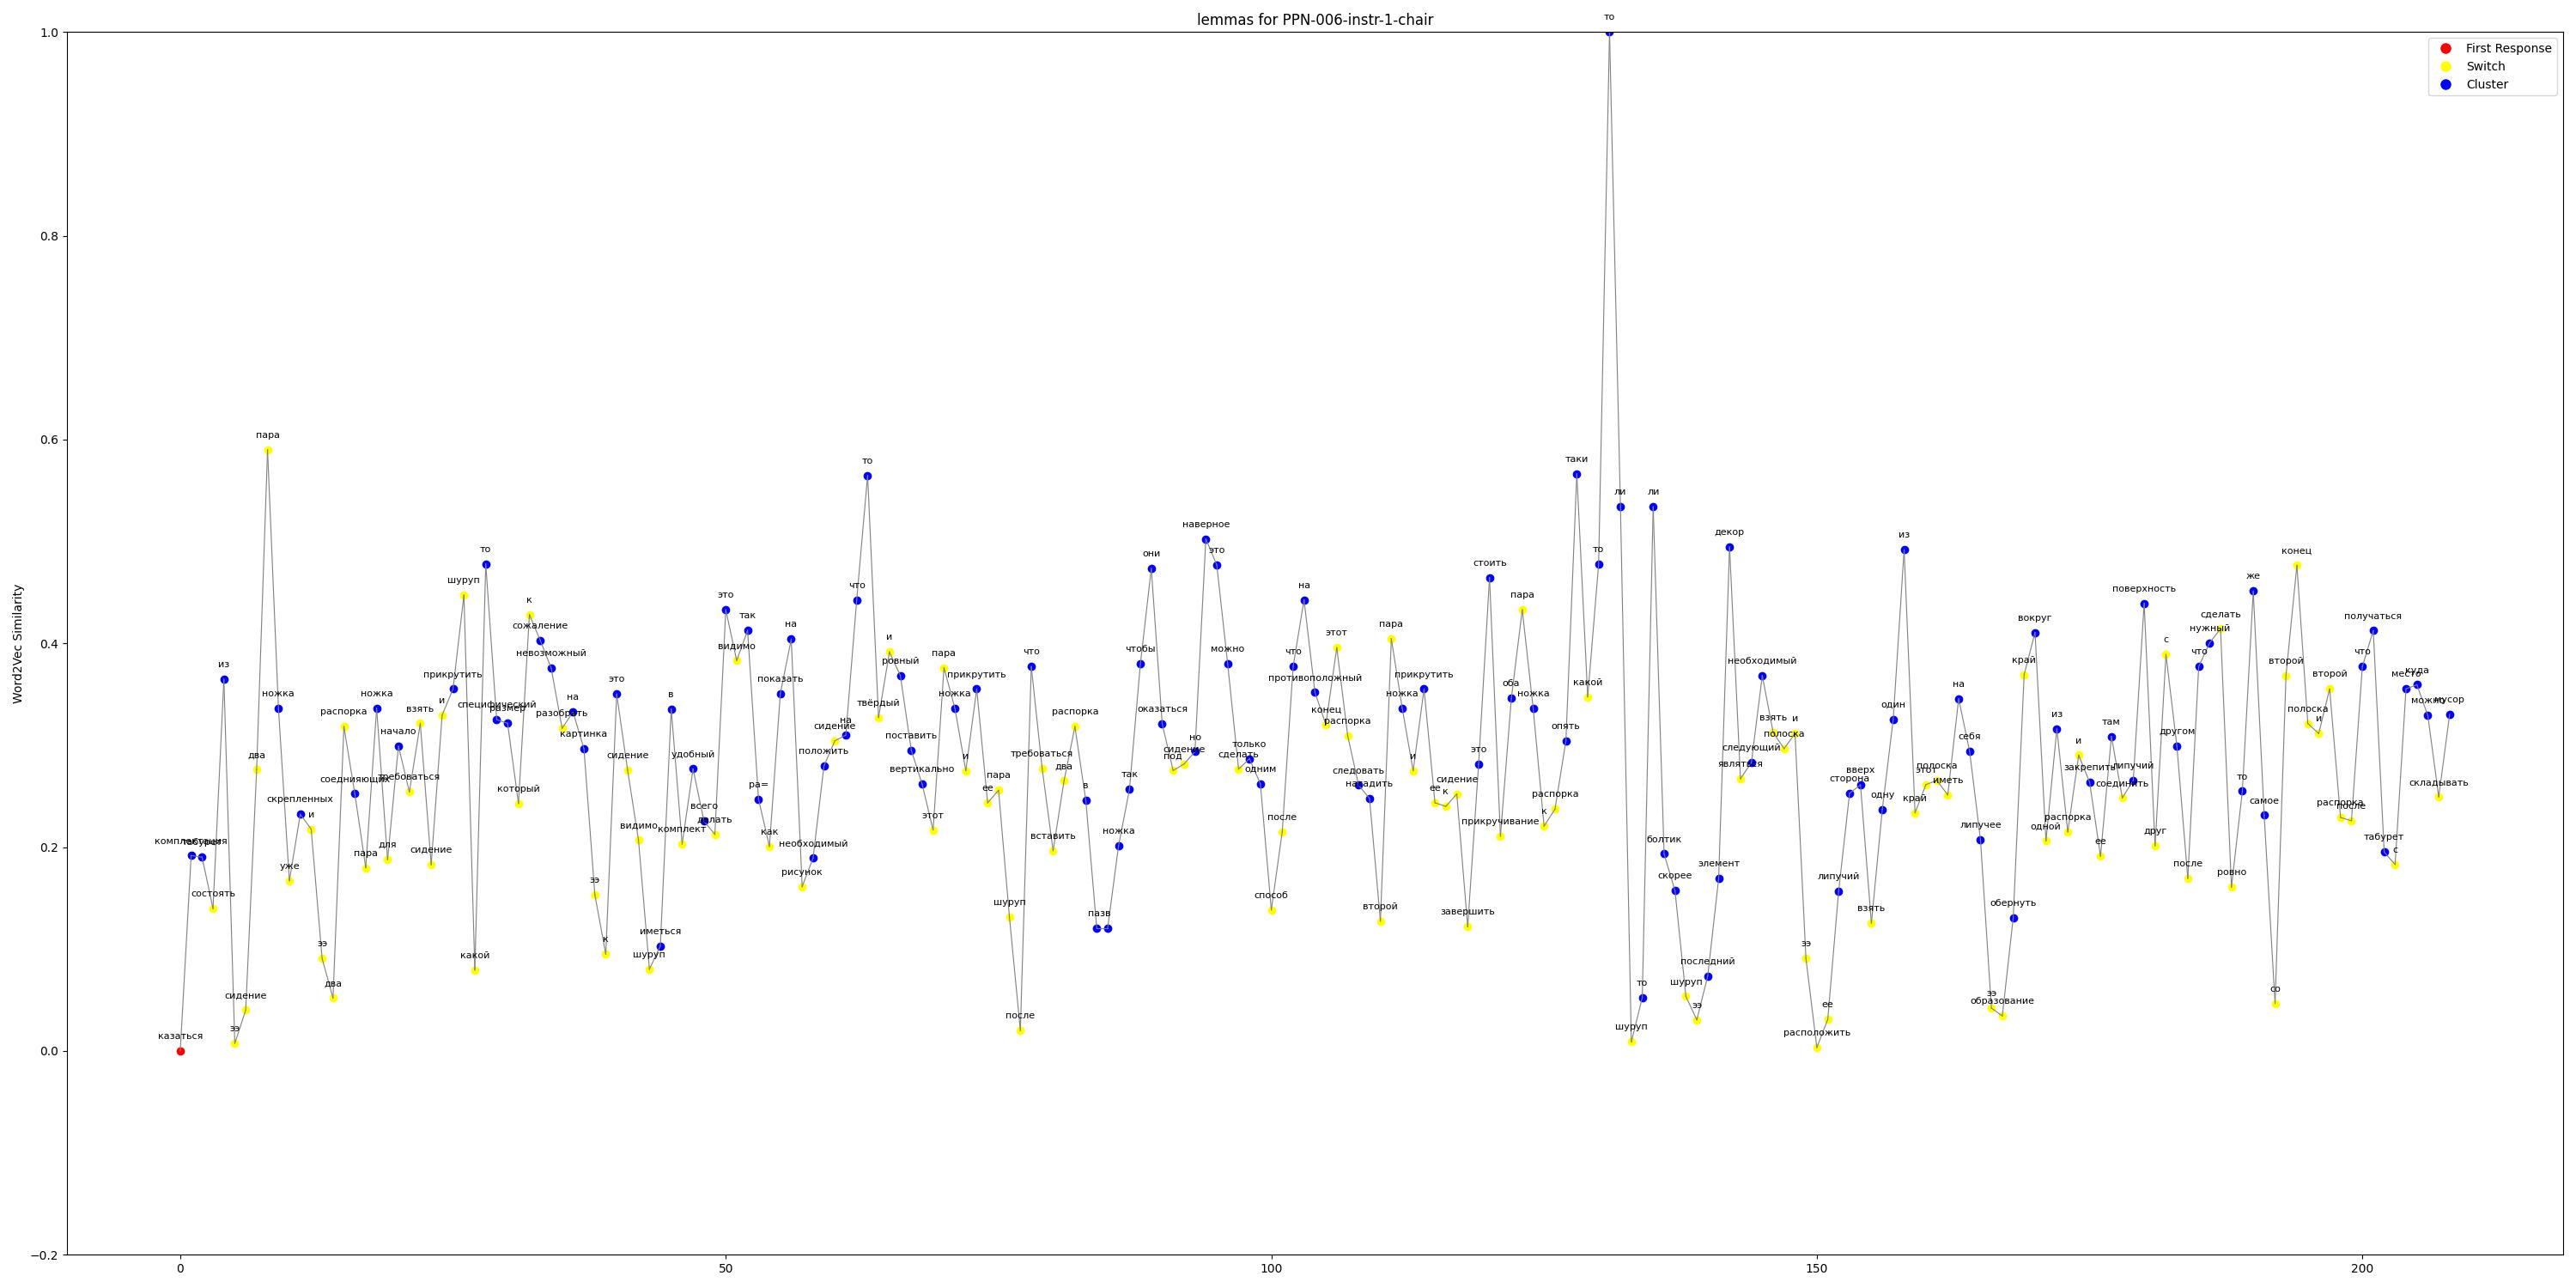 lemmas for PPN-006-instr-1-chair
First Response
Switch
Cluster
Word2Vec Similarity
1.0
0.8
0.6
0.4
0.2
0.0
−0.2
0
50
100
150
200
казаться
состоять
из
ээ
сидение
два
пара
ножка
уже
скрепленных
и
ээ
два
распорка
соеднияющих
пара
ножка
для
начало
требоваться
взять
сидение
и
прикрутить
шуруп
какой
то
специфический
размер
который
к
сожаление
невозможный
разобрать
на
картинка
ээ
к
это
сидение
видимо
шуруп
иметься
в
комплект
удобный
всего
делать
это
видимо
так
ра=
как
показать
на
рисунок
необходимый
положить
сидение
на
что
то
твёрдый
и
ровный
поставить
вертикально
этот
пара
ножка
и
прикрутить
ее
пара
шуруп
после
что
требоваться
вставить
два
распорка
в
пазв
ножка
так
чтобы
они
оказаться
под
сидение
но
наверное
это
можно
сделать
только
одним
способ
после
что
на
противоположный
конец
этот
распорка
следовать
насадить
второй
пара
ножка
и
прикрутить
ее
к
сидение
завершить
это
стоить
прикручивание
оба
пара
ножка
к
распорка
опять
таки
какой
то
то
ли
шуруп
то
ли
болтик
скорее
шуруп
ээ
последний
элемент
декор
являться
следующий
необходимый
взять
полоска
и
ээ
расположить
ее
липучий
сторона
вверх
взять
одну
один
из
край
этот
полоска
иметь
на
себя
липучее
ээ
образование
обернуть
край
вокруг
одной
из
распорка
и
закрепить
ее
там
соединить
липучий
поверхность
друг
с
другом
после
что
нужный
сделать
ровно
то
же
самое
со
второй
конец
полоска
и
второй
распорка
после
что
получаться
табурет
с
место
куда
можно
складывать
мусор